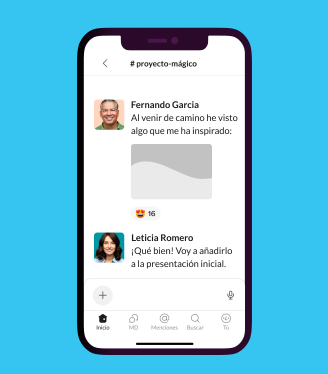 # proyecto-mágico
Fernando Garcia
Al venir de camino he visto
algo que me ha inspirado:
16
Leticia Romero
¡Qué bien! Voy a añadirlo
a la presentación inicial.
Inicio MD Menciones Buscar Tú